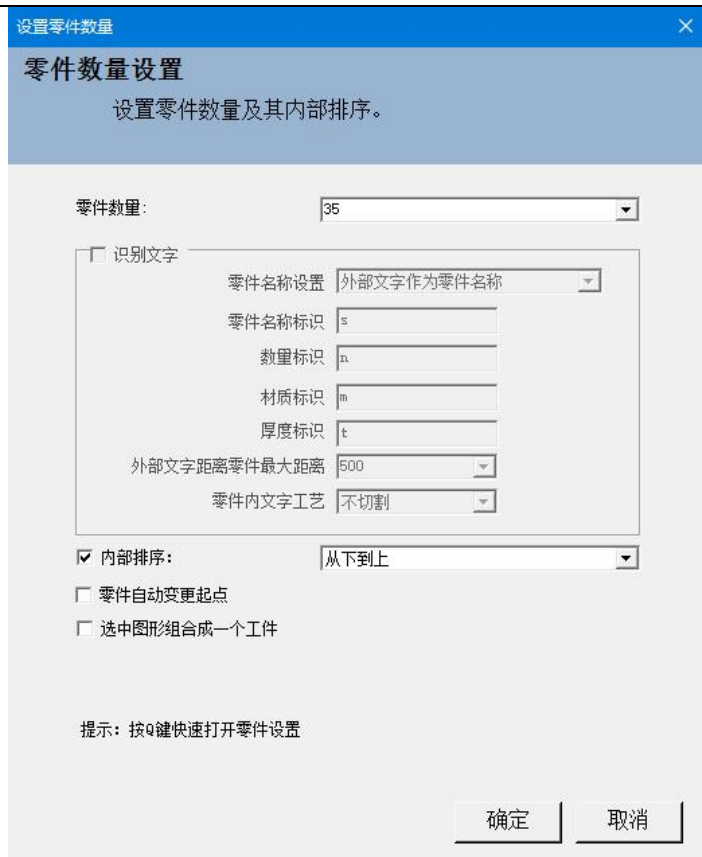 设置零件数量
零件数量设置
设置零件数量及其内部排序。
零件数量: 35
识别文字
零件名称设置 外部文字作为零件名称
零件名称标识 s
数量标识 n
材质标识 m
厚度标识 t
外部文字距离零件最大距离 500
零件内文字工艺 不切割
内部排序: 从下到上
零件自动变更起点
选中图形组合成一个工件
提示: 按Q键快速打开零件设置
确定 取消